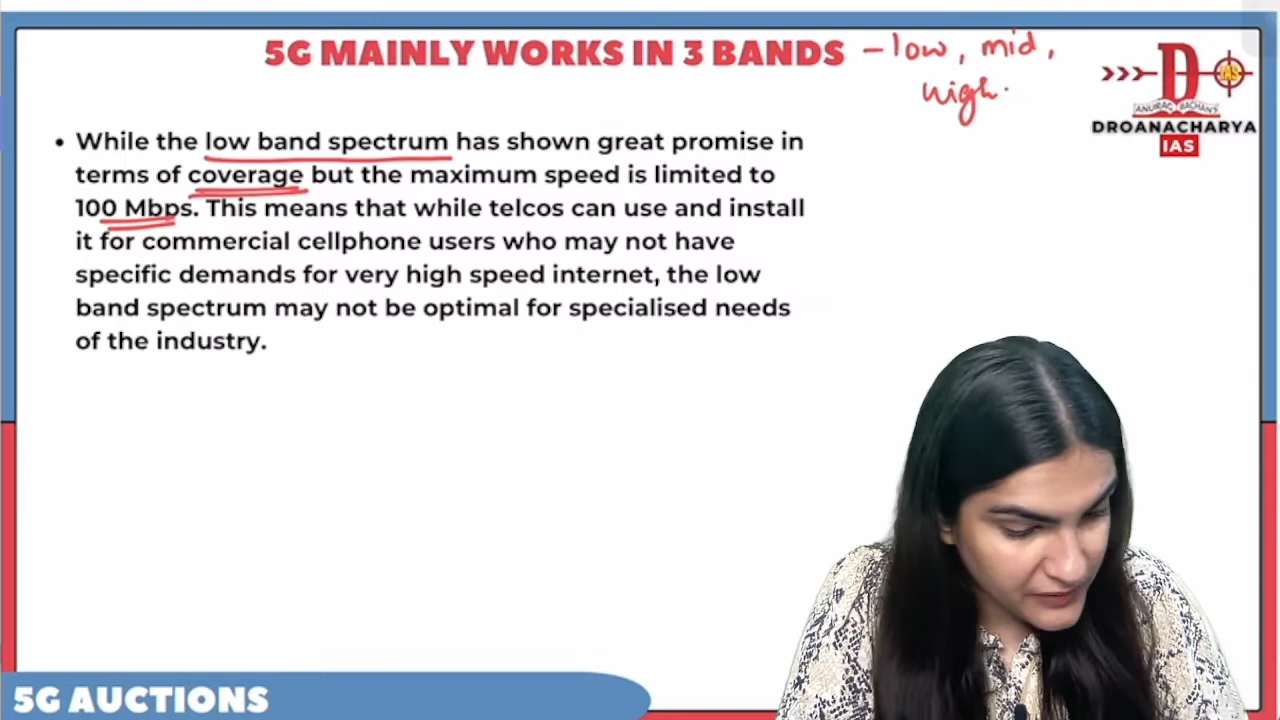 5G MAINLY WORKS IN 3 BANDS – low, mid,
high.
D
IAS
ANURAG BACHAN'S
DROANACHARYA
IAS
• While the low band spectrum has shown great promise in
terms of coverage but the maximum speed is limited to
100 Mbps. This means that while telcos can use and install
it for commercial cellphone users who may not have
specific demands for very high speed internet, the low
band spectrum may not be optimal for specialised needs
of the industry.
5G AUCTIONS